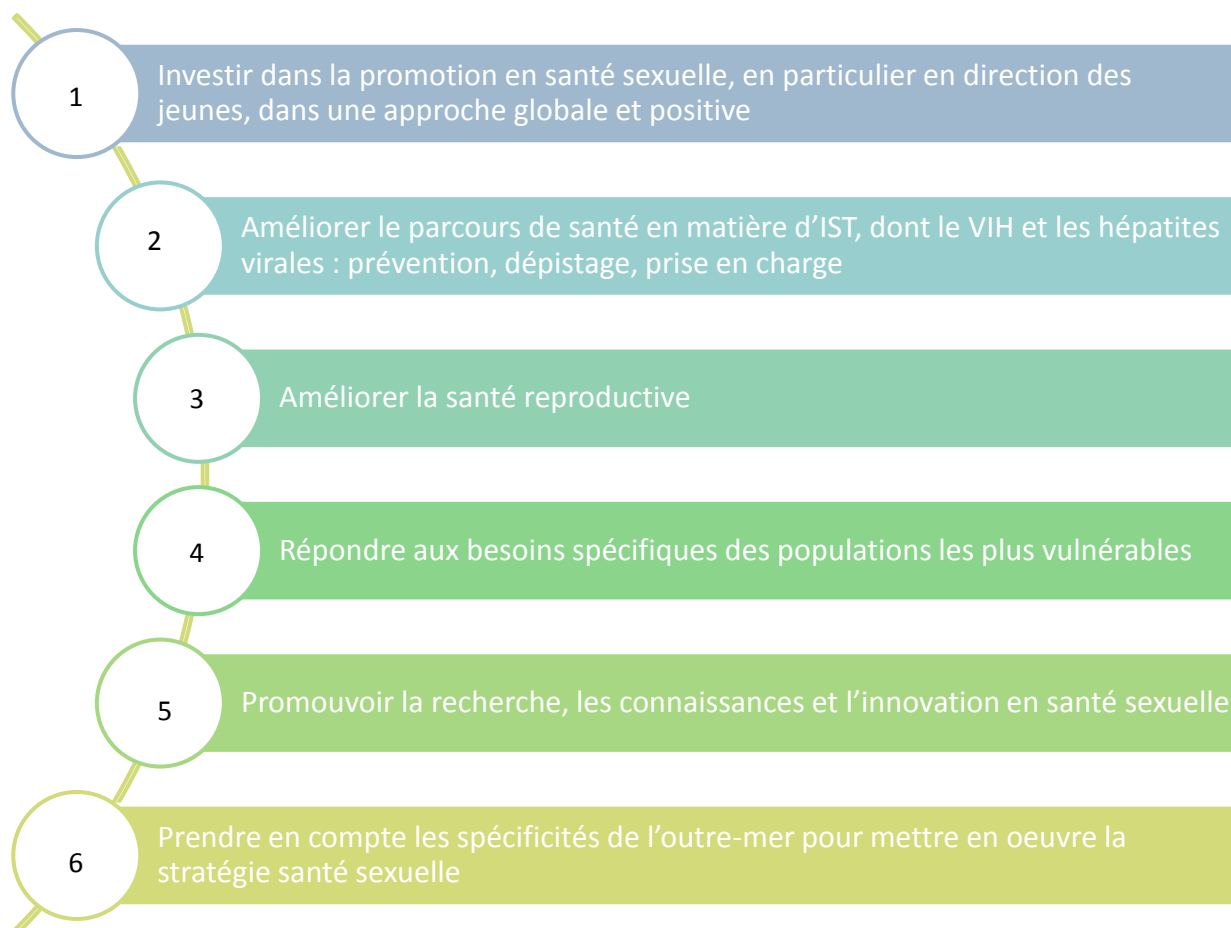 1
Investir dans la promotion en santé sexuelle, en particulier en direction des
jeunes, dans une approche globale et positive
2
Améliorer le parcours de santé en matière d’IST, dont le VIH et les hépatites
virales : prévention, dépistage, prise en charge
3
Améliorer la santé reproductive
4
Répondre aux besoins spécifiques des populations les plus vulnérables
5
Promouvoir la recherche, les connaissances et l’innovation en santé sexuelle
6
Prendre en compte les spécificités de l’outre-mer pour mettre en oeuvre la
stratégie santé sexuelle